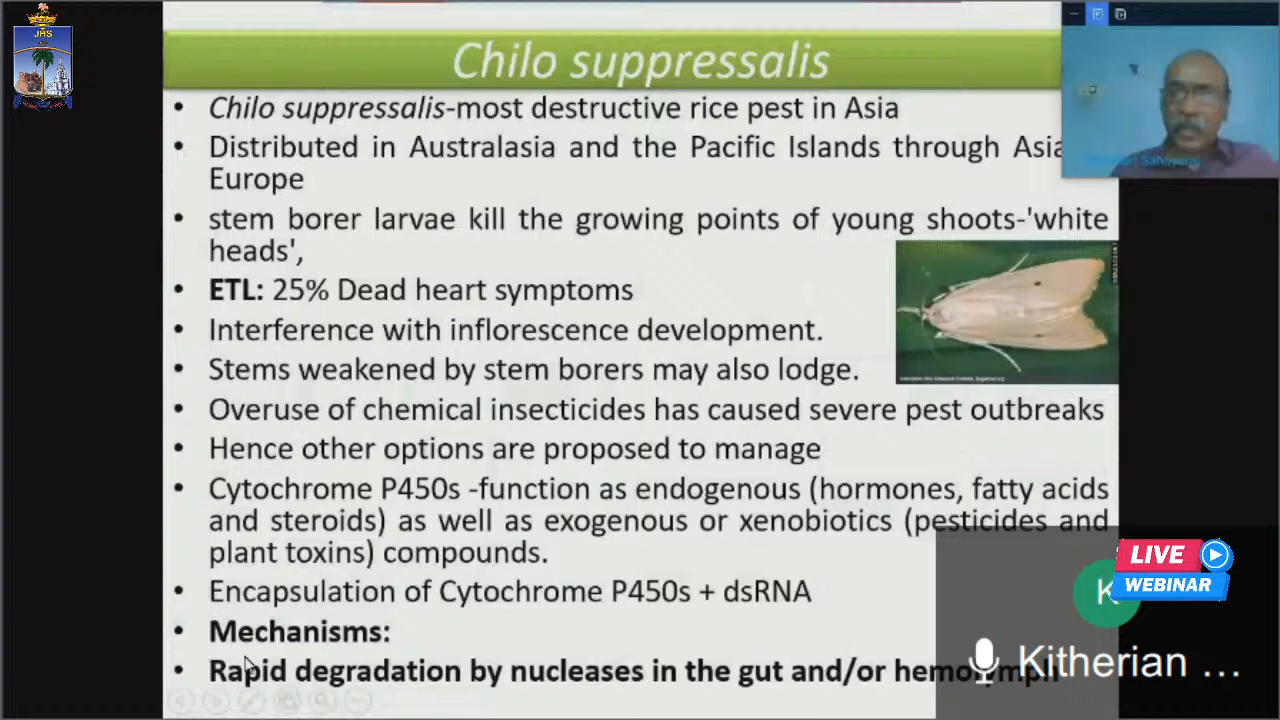 JHS
Chilo suppressalis
• Chilo suppressalis-most destructive rice pest in Asia
• Distributed in Australasia and the Pacific Islands through Asia
Europe
• stem borer larvae kill the growing points of young shoots-'white
heads',
• ETL: 25% Dead heart symptoms
• Interference with inflorescence development.
• Stems weakened by stem borers may also lodge.
• Overuse of chemical insecticides has caused severe pest outbreaks
• Hence other options are proposed to manage
• Cytochrome P450s -function as endogenous (hormones, fatty acids
and steroids) as well as exogenous or xenobiotics (pesticides and
plant toxins) compounds.
• Encapsulation of Cytochrome P450s + dsRNA
• Mechanisms:
• Rapid degradation by nucleases in the gut and/or hemolymph
LIVE
WEBINAR
K
Kitherian ...